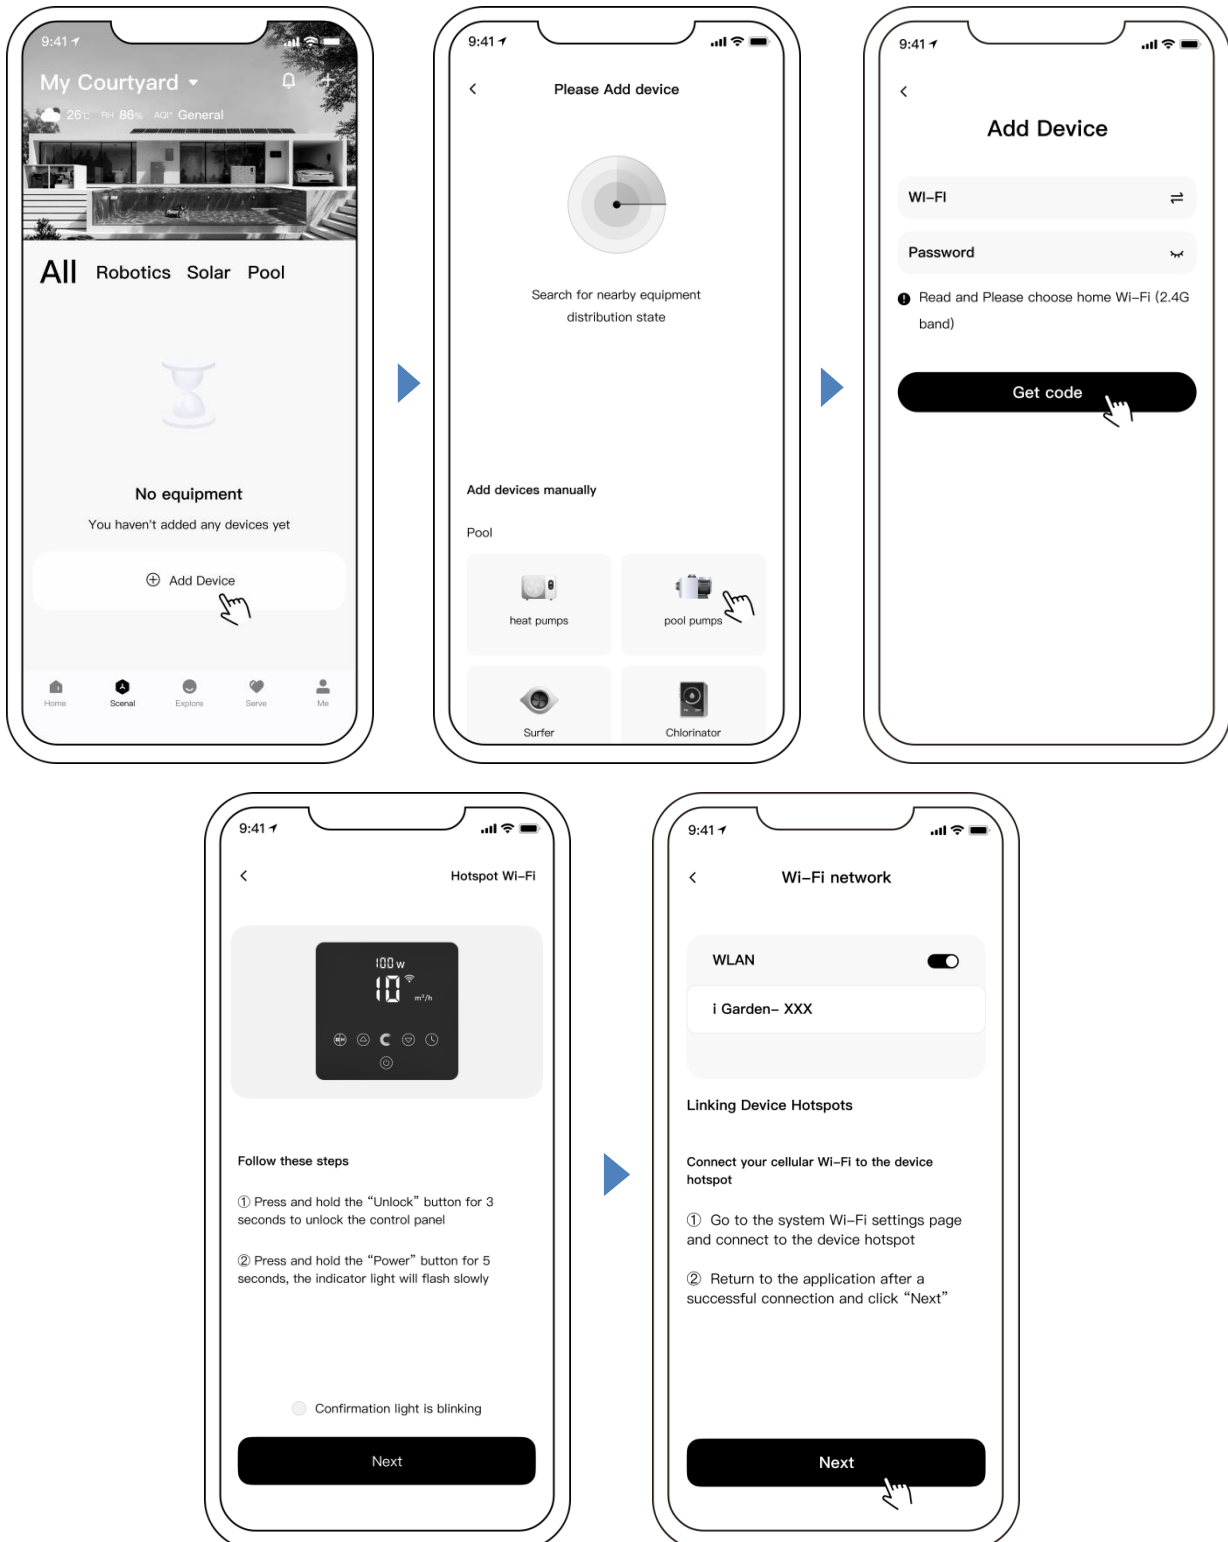 9:41
My Courtyard
26°C RH 86% AQI* General
All Robotics Solar Pool
No equipment
You haven't added any devices yet
Add Device
Home Scenal Explore Serve Me
9:41
Please Add device
Search for nearby equipment
distribution state
Add devices manually
Pool
heat pumps pool pumps
Surfer Chlorinator
9:41
Add Device
WI-FI
Password
Read and Please choose home Wi-Fi (2.4G
band)
Get code
9:41
Hotspot Wi-Fi
100 w
10 m³/h
Follow these steps
① Press and hold the “Unlock” button for 3
seconds to unlock the control panel
② Press and hold the “Power” button for 5
seconds, the indicator light will flash slowly
Confirmation light is blinking
Next
9:41
Wi-Fi network
WLAN
i Garden- XXX
Linking Device Hotspots
Connect your cellular Wi-Fi to the device
hotspot
① Go to the system Wi-Fi settings page
and connect to the device hotspot
② Return to the application after a
successful connection and click “Next”
Next